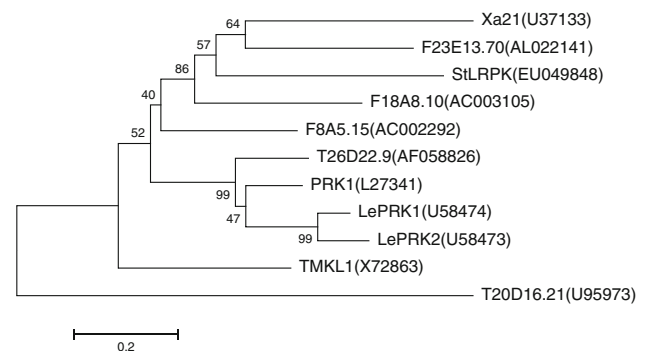 64 Xa21(U37133)
57 F23E13.70(AL022141)
86 StLRPK(EU049848)
40 F18A8.10(AC003105)
52 F8A5.15(AC002292)
T26D22.9(AF058826)
99 PRK1(L27341)
47 LePRK1(U58474)
99 LePRK2(U58473)
TMKL1(X72863)
T20D16.21(U95973)
0.2